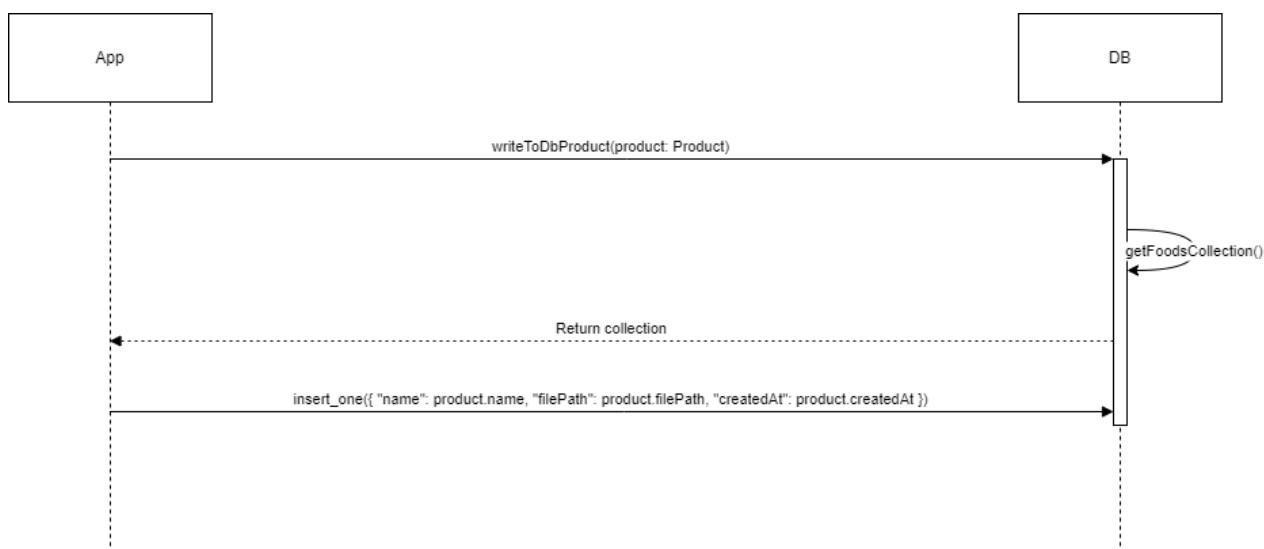 App
DB
writeToDbProduct(product: Product)
getFoodsCollection()
Return collection
insert_one({ "name": product.name, "filePath": product.filePath, "createdAt": product.createdAt })